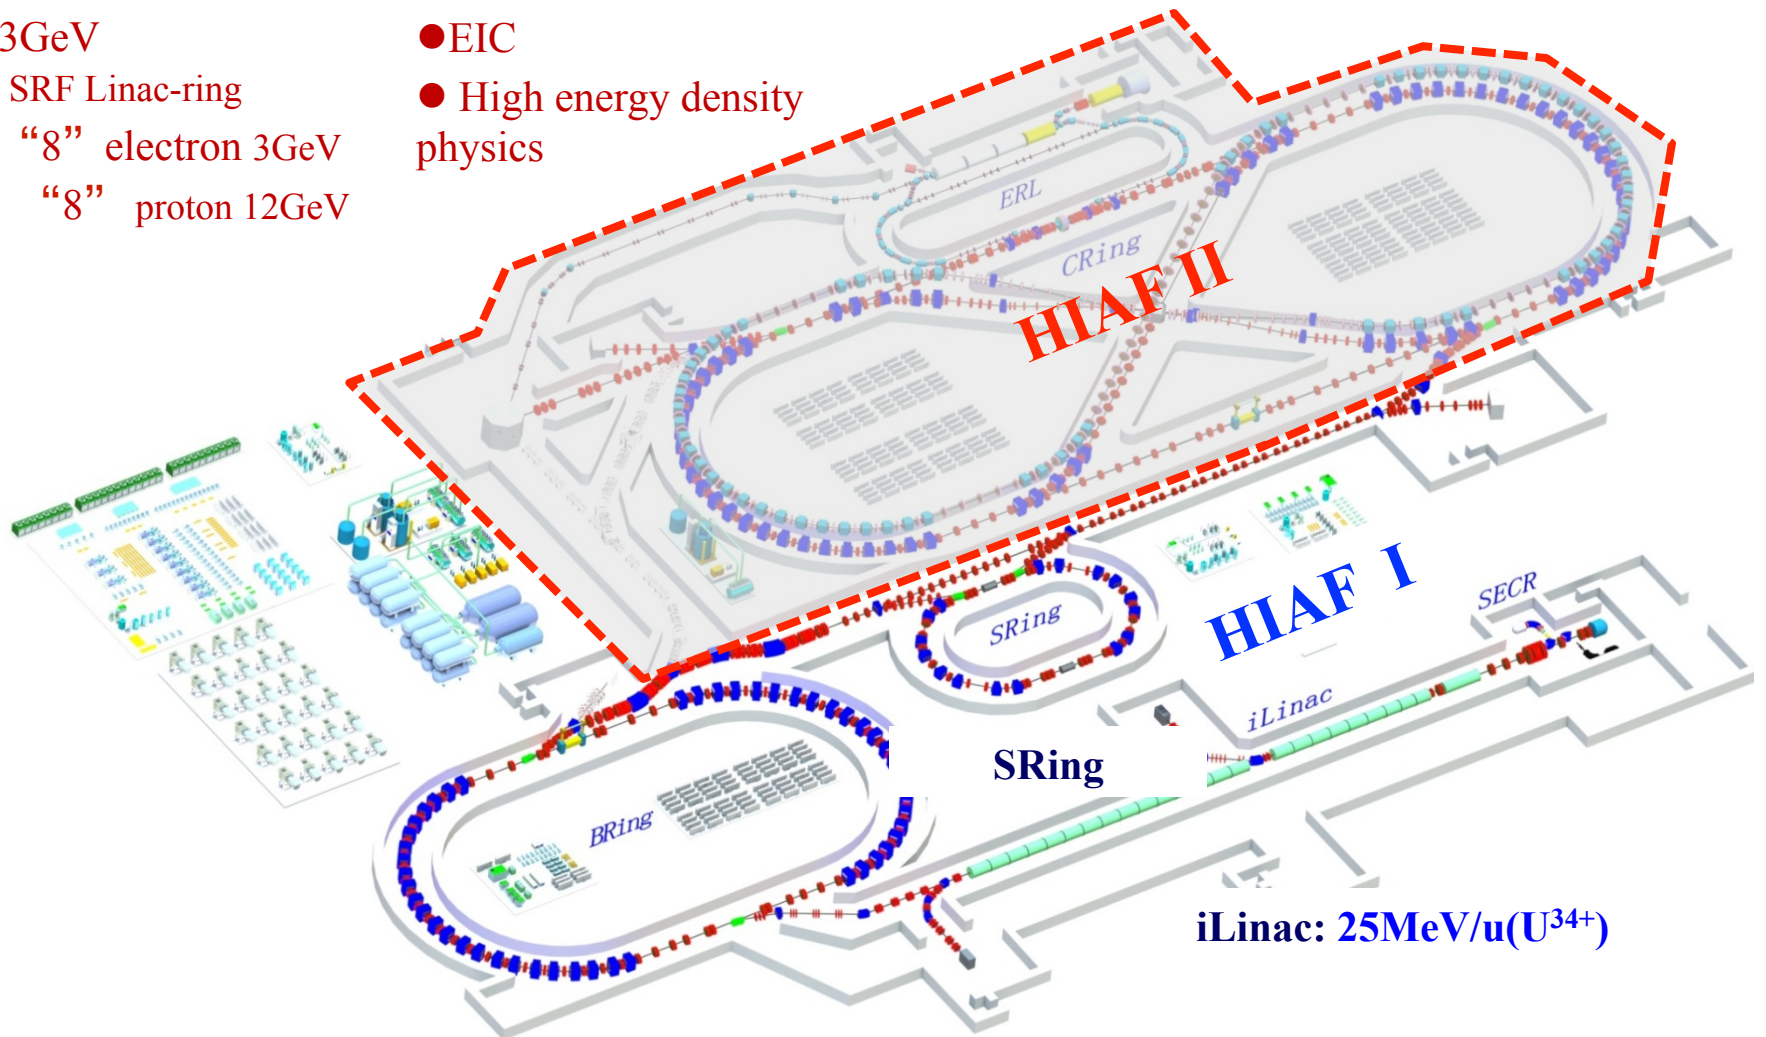 3GeV
SRF Linac-ring
“8” electron 3GeV
“8” proton 12GeV
●EIC
● High energy density
physics
ERL
CRing
HIAF II
HIAF I
SECR
SRing
iLinac
SRing
BRing
iLinac: 25MeV/u(U³⁴⁺)